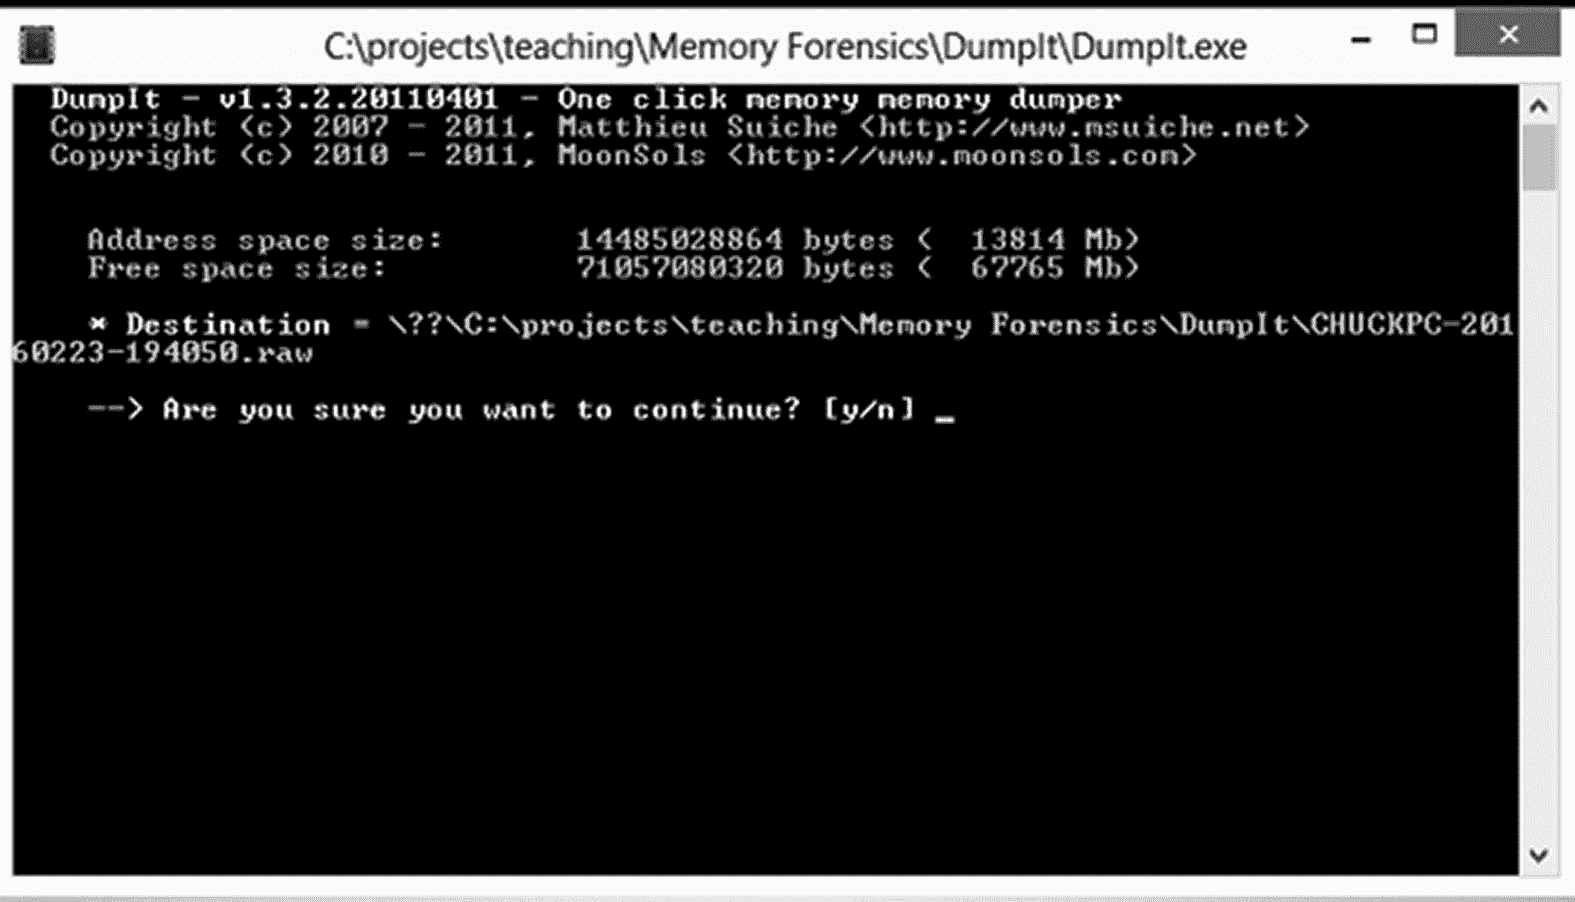 C:\projects\teaching\Memory Forensics\DumpIt\DumpIt.exe
DumpIt - v1.3.2.20110401 - One click memory memory dumper
Copyright (c) 2007 - 2011, Matthieu Suiche <http://www.msuiche.net>
Copyright (c) 2010 - 2011, MoonSols <http://www.moonsols.com>
Address space size: 14485028864 bytes ( 13814 Mb)
Free space size: 71057080320 bytes ( 67765 Mb)
* Destination = \??\C:\projects\teaching\Memory Forensics\DumpIt\CHUCKPC-201
60223-194050.raw
--> Are you sure you want to continue? [y/n] _